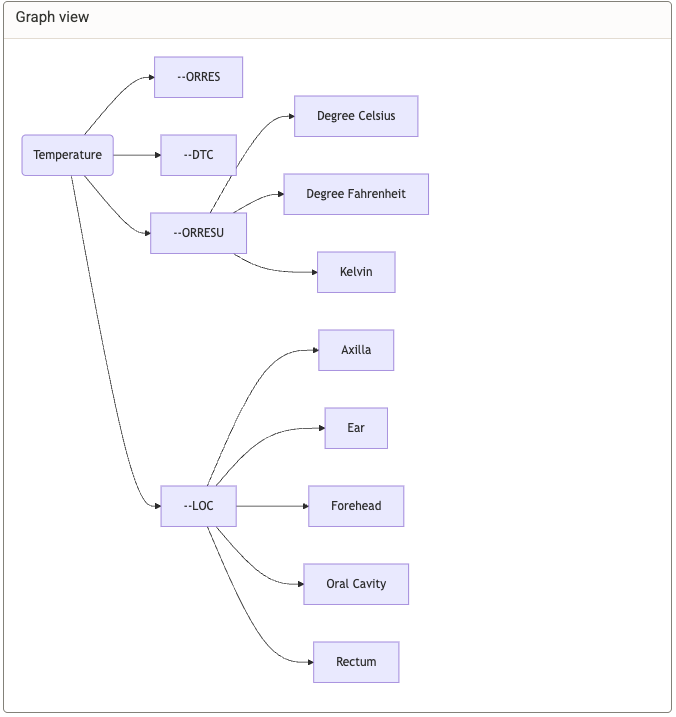 Graph view
--ORRES
Degree Celsius
Temperature
--DTC
Degree Fahrenheit
--ORRESU
Kelvin
Axilla
Ear
--LOC
Forehead
Oral Cavity
Rectum